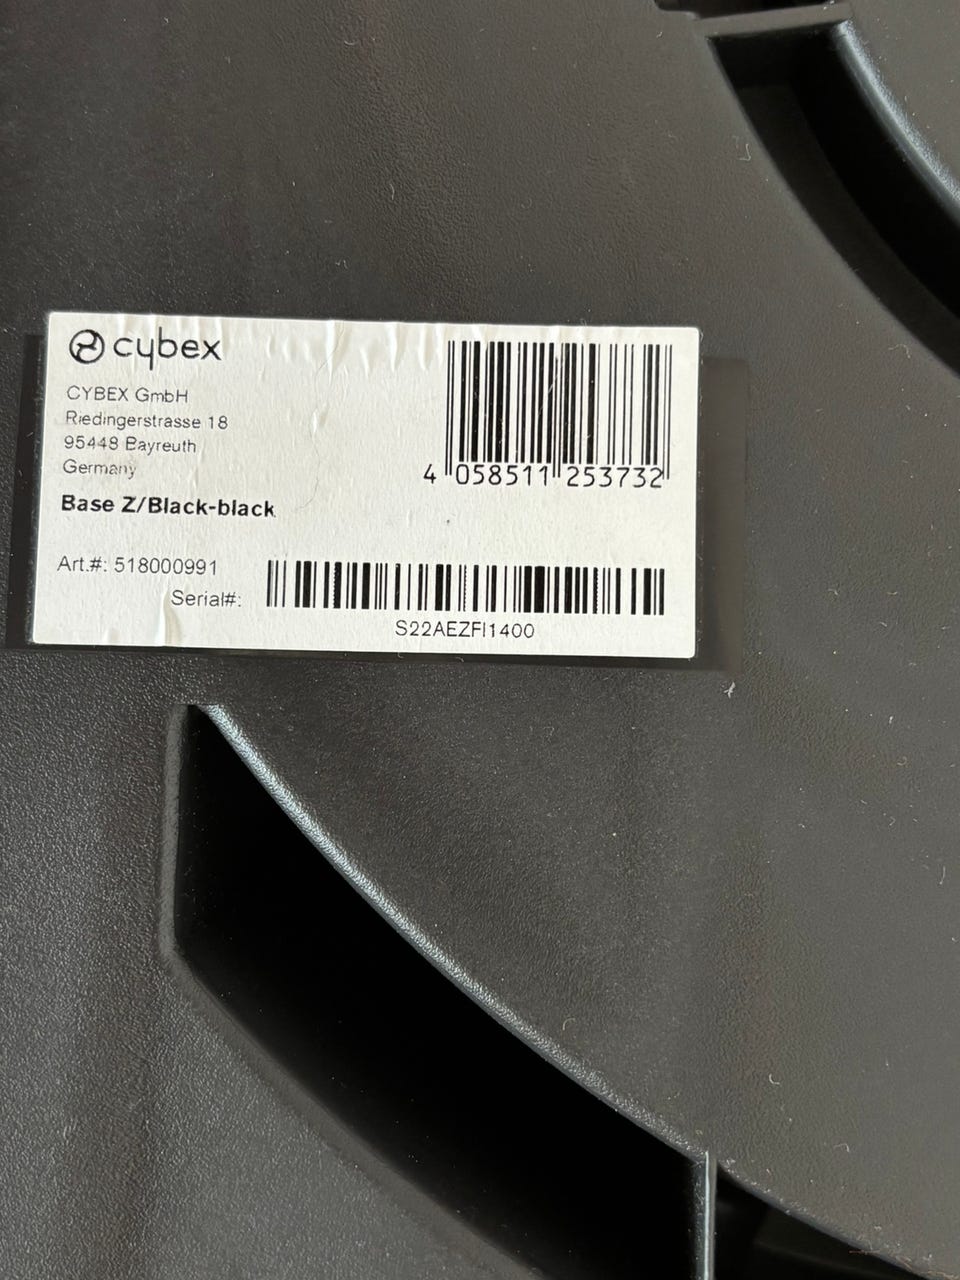 cybex
CYBEX GmbH
Riedingerstrasse 18
95448 Bayreuth
Germany
4 058511 253732
Base Z/Black-black
Art.#: 518000991
Serial#:
S22AEZFI1400